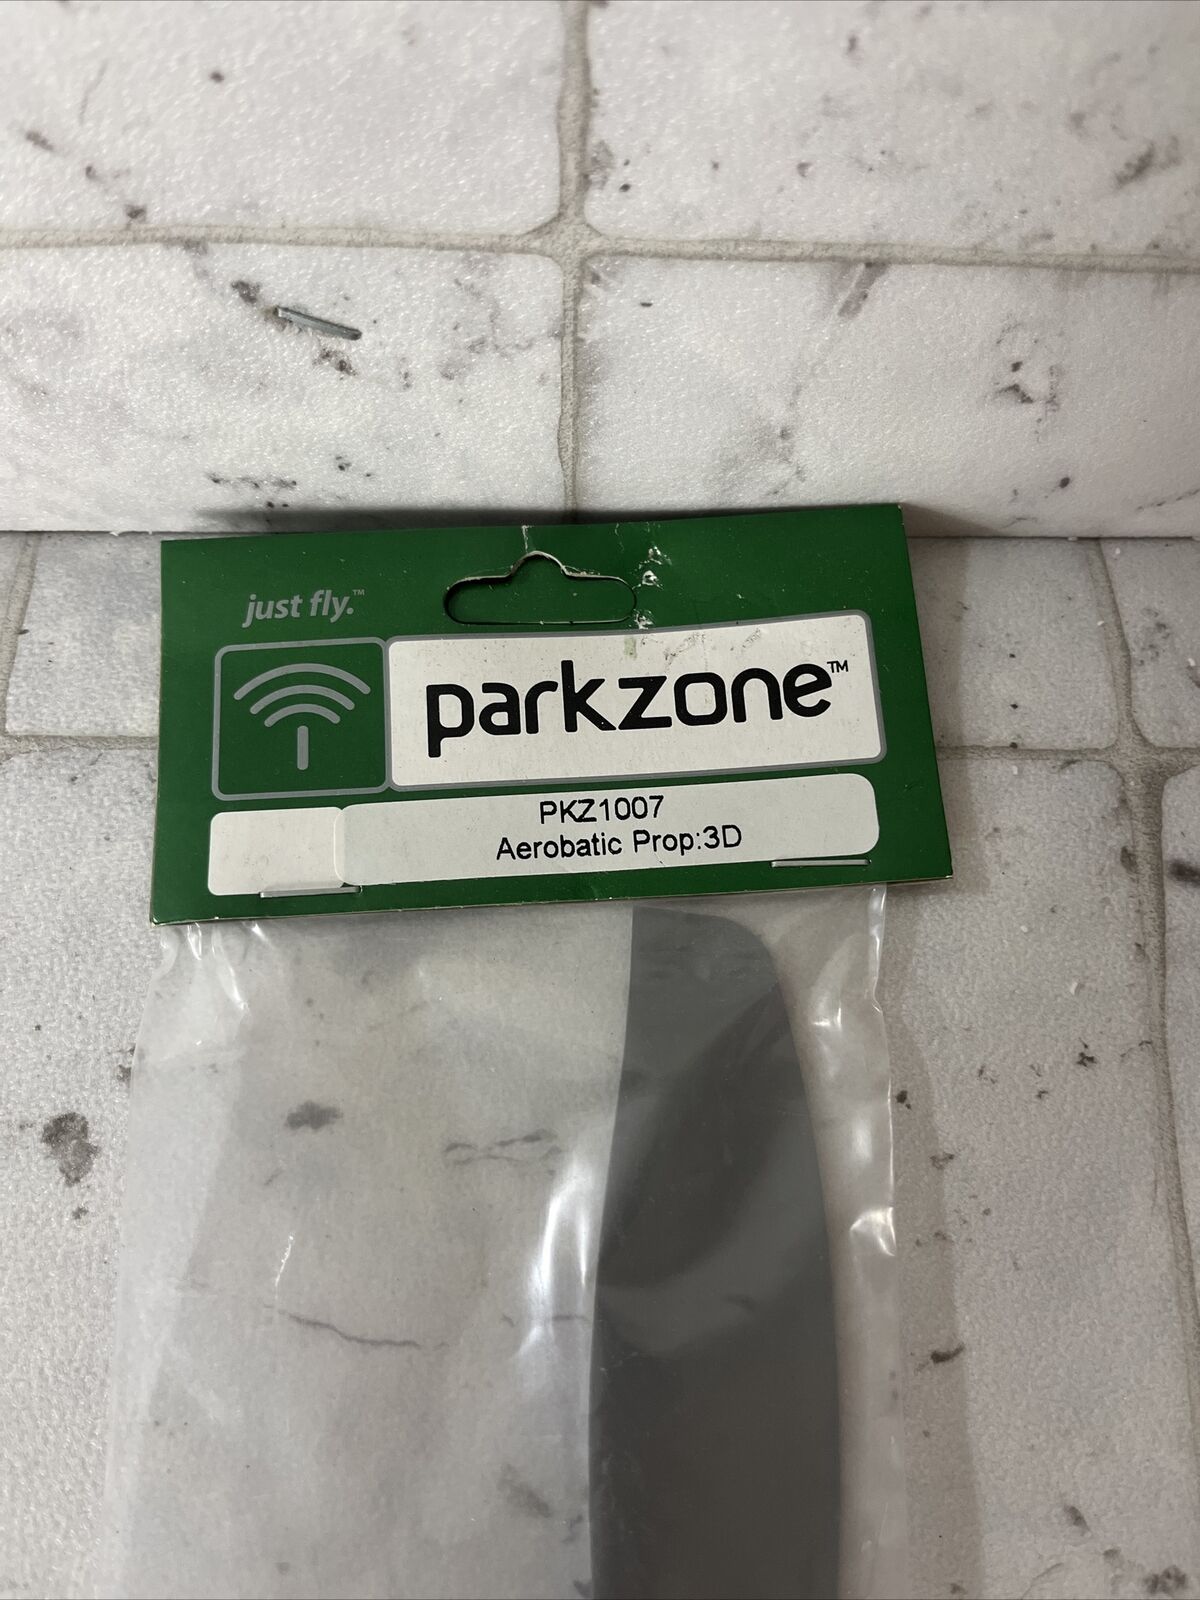 just fly.™
parkzone™
PKZ1007
Aerobatic Prop:3D